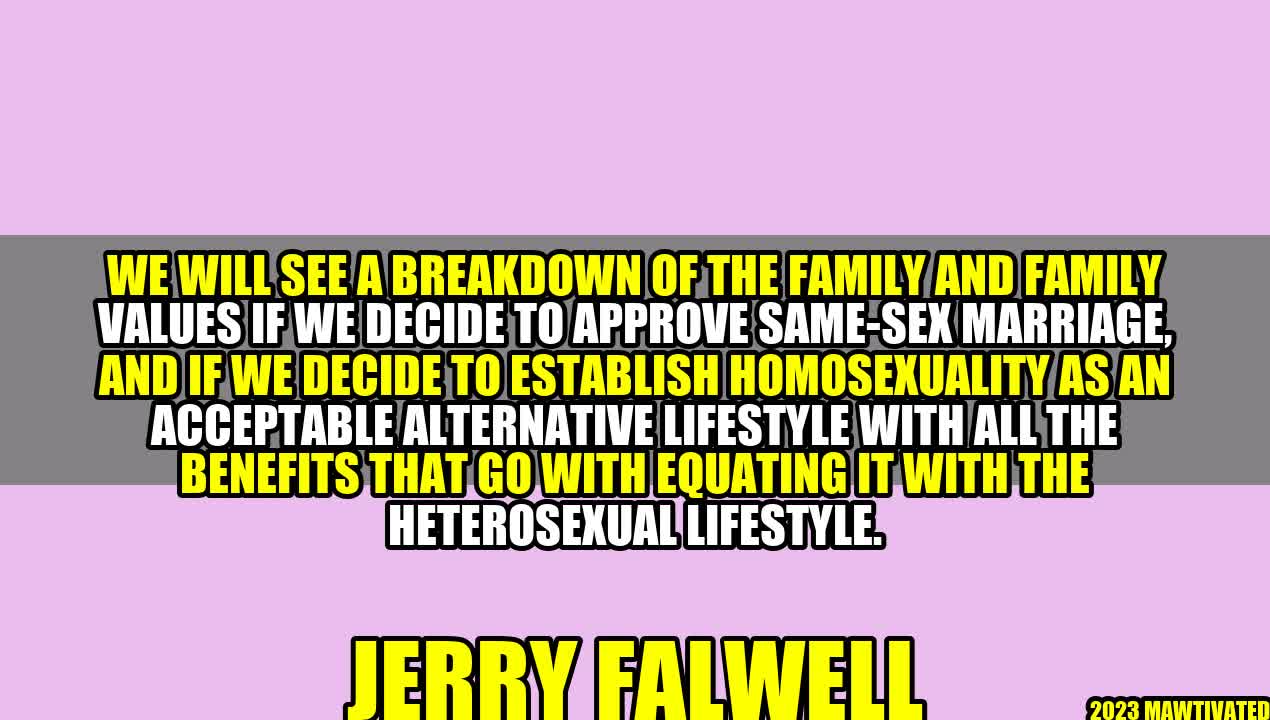 WE WILL SEE A BREAKDOWN OF THE FAMILY AND FAMILY
VALUES IF WE DECIDE TO APPROVE SAME-SEX MARRIAGE,
AND IF WE DECIDE TO ESTABLISH HOMOSEXUALITY AS AN
ACCEPTABLE ALTERNATIVE LIFESTYLE WITH ALL THE
BENEFITS THAT GO WITH EQUATING IT WITH THE
HETEROSEXUAL LIFESTYLE.
JERRY FALWELL
2023 MAWTIVATED